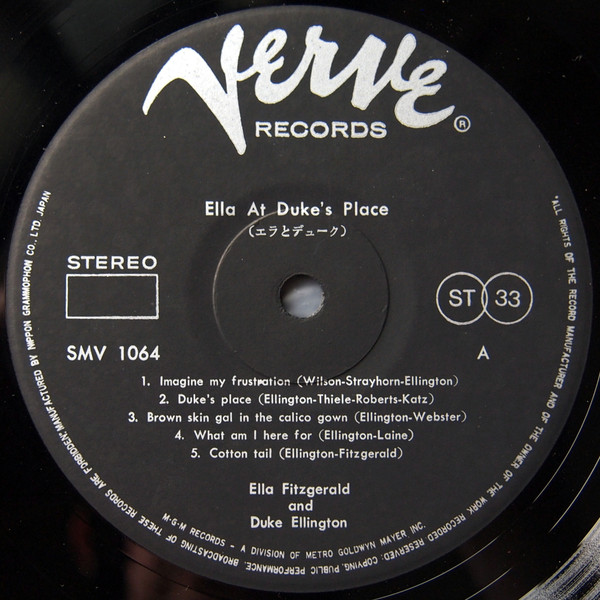 Verve
RECORDS ®
Ella At Duke's Place
(エラとデューク)
STEREO
ST 33
SMV 1064
A
1. Imagine my frustration (Wilson-Strayhorn-Ellington)
2. Duke's place (Ellington-Thiele-Roberts-Katz)
3. Brown skin gal in the calico gown (Ellington-Webster)
4. What am I here for (Ellington-Laine)
5. Cotton tail (Ellington-Fitzgerald)
Ella Fitzgerald
and
Duke Ellington
M-G-M RECORDS - A DIVISION OF METRO GOLDWYN MAYER INC.
"ALL RIGHTS OF THE RECORD MANUFACTURER AND OF THE OWNER OF THE WORK RECORDED RESERVED: COPYING, PUBLIC PERFORMANCE, BROADCASTING OF THESE RECORDS ARE FORBIDDEN." MANUFACTURED BY NIPPON GRAMMOPHON CO., LTD, JAPAN